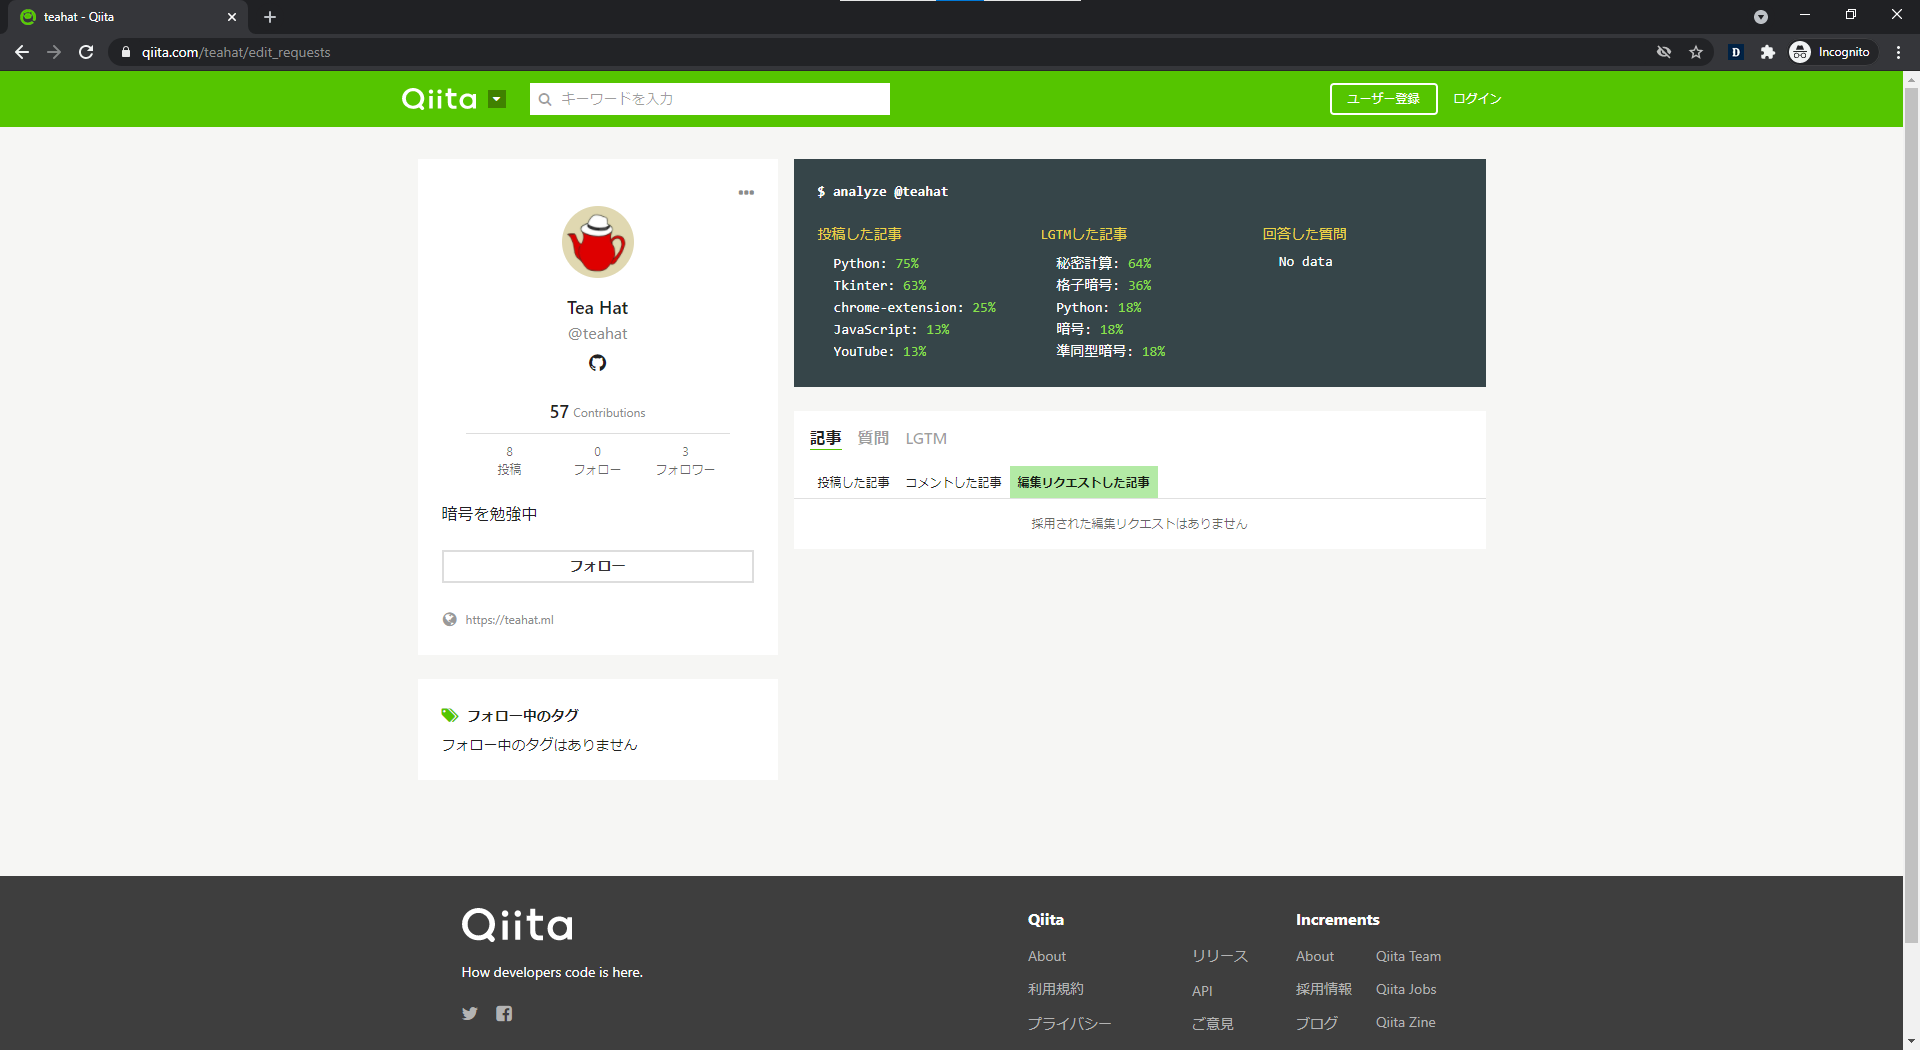 teahat - Qiita
qiita.com/teahat/edit_requests
Incognito
Qiita
キーワードを入力
ユーザー登録
ログイン
Tea Hat
@teahat
57 Contributions
8 0 3
投稿 フォロー フォロワー
暗号を勉強中
フォロー
https://teahat.ml
フォロー中のタグ
フォロー中のタグはありません
$ analyze @teahat
投稿した記事
Python: 75%
Tkinter: 63%
chrome-extension: 25%
JavaScript: 13%
YouTube: 13%
LGTMした記事
秘密計算: 64%
格子暗号: 36%
Python: 18%
暗号: 18%
準同型暗号: 18%
回答した質問
No data
記事 質問 LGTM
投稿した記事 コメントした記事 編集リクエストした記事
採用された編集リクエストはありません
Qiita
How developers code is here.
Qiita
About
利用規約
プライバシー
リリース
API
ご意見
Increments
About
採用情報
ブログ
Qiita Team
Qiita Jobs
Qiita Zine